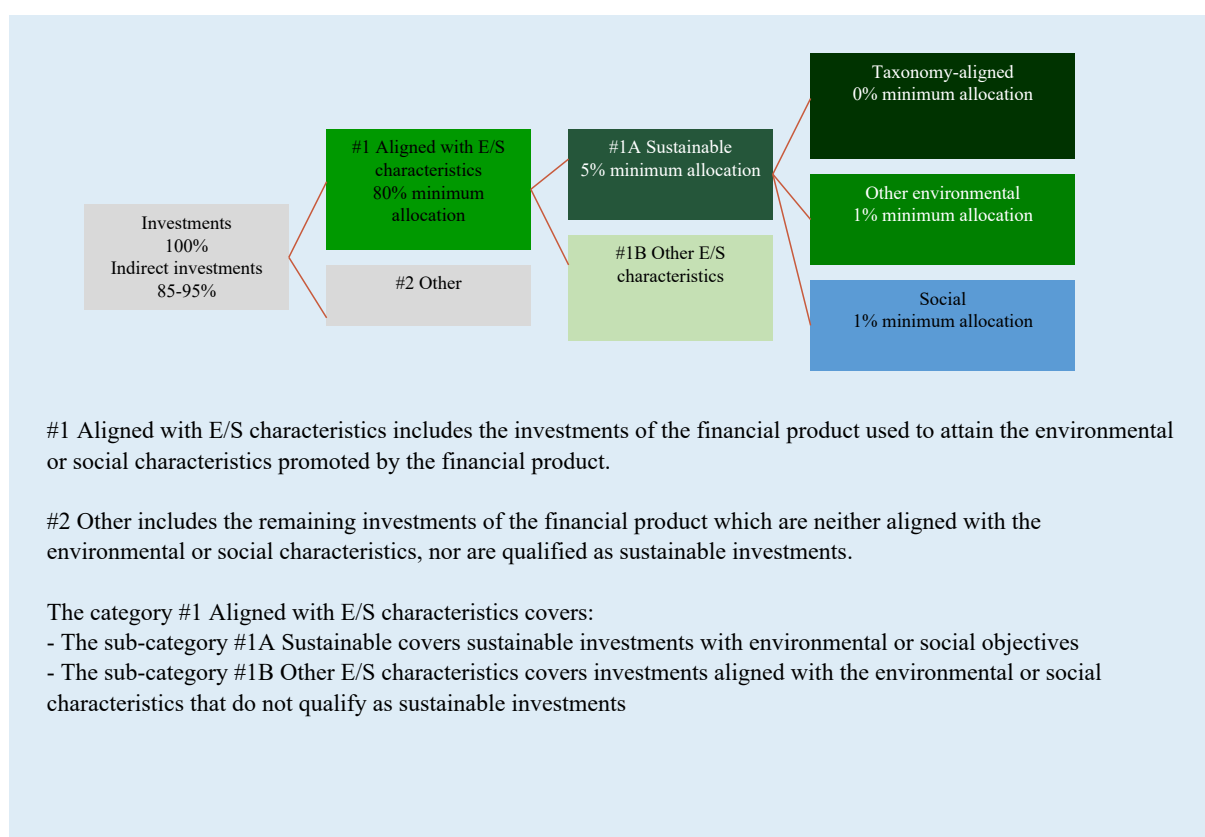 Investments
100%
Indirect investments
85-95%
#1 Aligned with E/S
characteristics
80% minimum
allocation
#2 Other
#1A Sustainable
5% minimum allocation
#1B Other E/S
characteristics
Taxonomy-aligned
0% minimum allocation
Other environmental
1% minimum allocation
Social
1% minimum allocation
#1 Aligned with E/S characteristics includes the investments of the financial product used to attain the environmental
or social characteristics promoted by the financial product.
#2 Other includes the remaining investments of the financial product which are neither aligned with the
environmental or social characteristics, nor are qualified as sustainable investments.
The category #1 Aligned with E/S characteristics covers:
- The sub-category #1A Sustainable covers sustainable investments with environmental or social objectives
- The sub-category #1B Other E/S characteristics covers investments aligned with the environmental or social
characteristics that do not qualify as sustainable investments